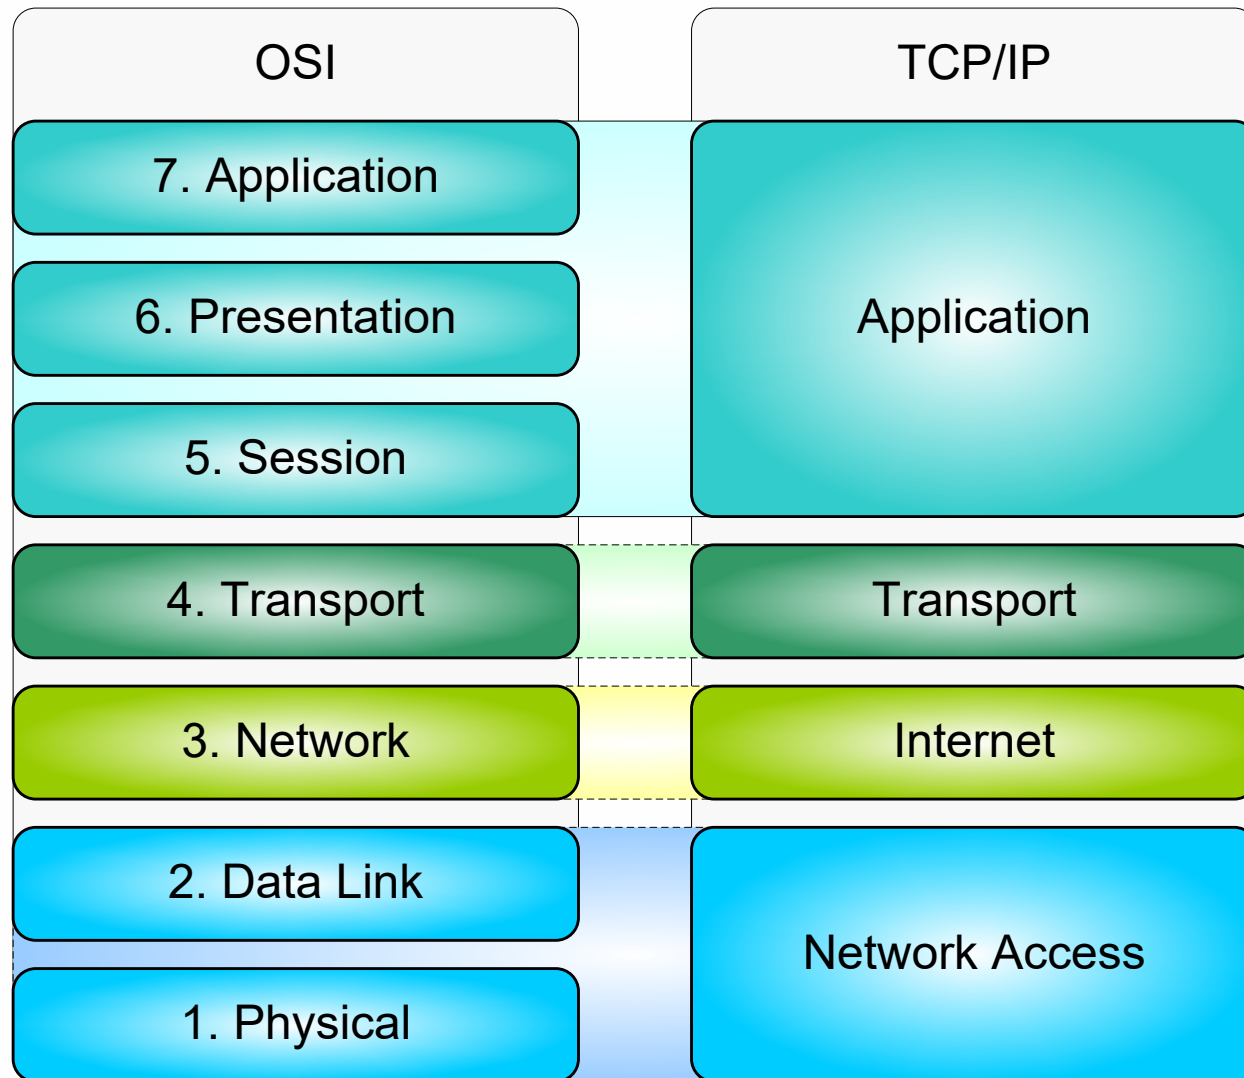 OSI
TCP/IP
7. Application
6. Presentation
5. Session
Application
4. Transport
Transport
3. Network
Internet
2. Data Link
1. Physical
Network Access